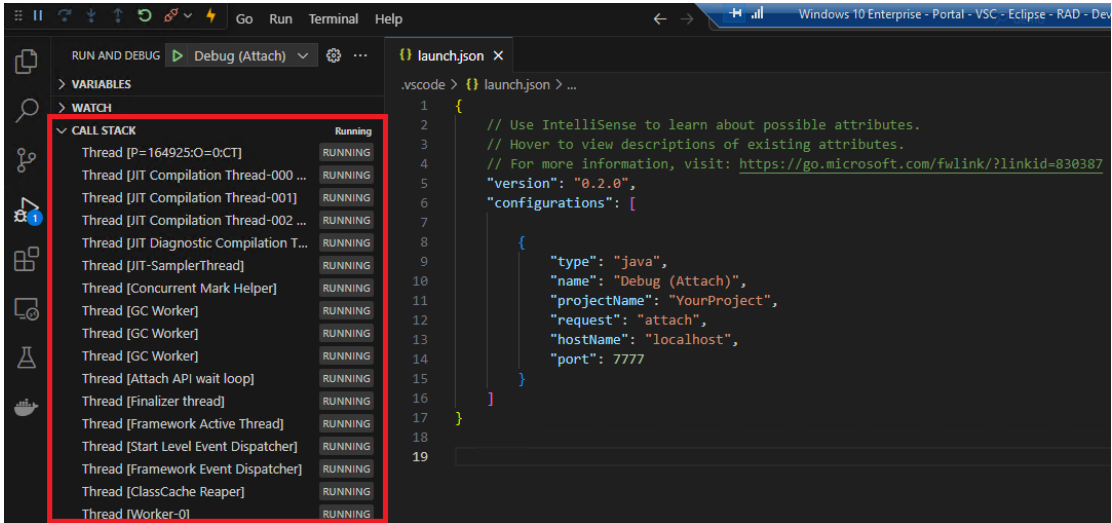 Go Run Terminal Help
Windows 10 Enterprise - Portal - VSC - Eclipse - RAD - Dev
RUN AND DEBUG Debug (Attach)
VARIABLES
WATCH
CALL STACK Running
Thread [P=164925:O=0:CT] RUNNING
Thread [JIT Compilation Thread-000 ... RUNNING
Thread [JIT Compilation Thread-001] RUNNING
Thread [JIT Compilation Thread-002 ... RUNNING
Thread [JIT Diagnostic Compilation T... RUNNING
Thread [JIT-SamplerThread] RUNNING
Thread [Concurrent Mark Helper] RUNNING
Thread [GC Worker] RUNNING
Thread [GC Worker] RUNNING
Thread [GC Worker] RUNNING
Thread [Attach API wait loop] RUNNING
Thread [Finalizer thread] RUNNING
Thread [Framework Active Thread] RUNNING
Thread [Start Level Event Dispatcher] RUNNING
Thread [Framework Event Dispatcher] RUNNING
Thread [ClassCache Reaper] RUNNING
Thread [Worker-0] RUNNING
1
{} launch.json
.vscode > {} launch.json > ...
1 {
2 // Use IntelliSense to learn about possible attributes.
3 // Hover to view descriptions of existing attributes.
4 // For more information, visit: https://go.microsoft.com/fwlink/?linkid=830387
5 "version": "0.2.0",
6 "configurations": [
7
8 {
9 "type": "java",
10 "name": "Debug (Attach)",
11 "projectName": "YourProject",
12 "request": "attach",
13 "hostName": "localhost",
14 "port": 7777
15 }
16 ]
17 }
18
19